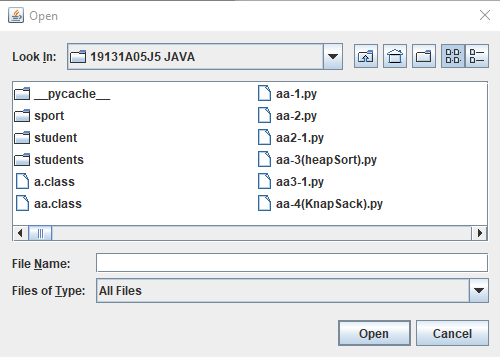 Open
Look In: 19131A05J5 JAVA
__pycache__
sport
student
students
a.class
aa.class
aa-1.py
aa-2.py
aa2-1.py
aa-3(heapSort).py
aa3-1.py
aa-4(KnapSack).py
File Name:
Files of Type: All Files
Open Cancel